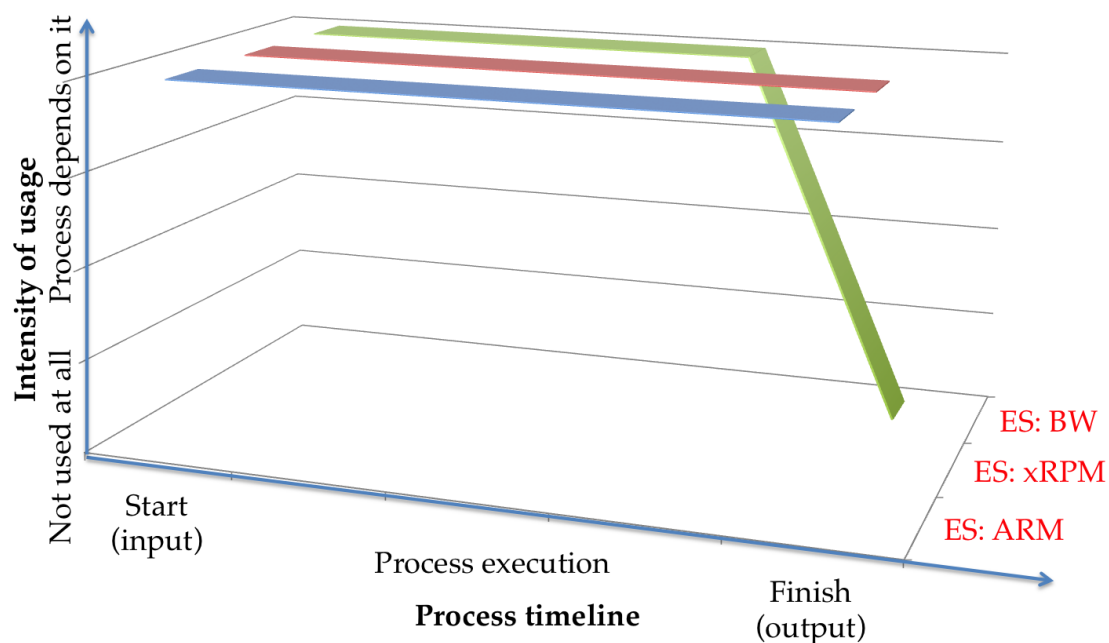 Intensity of usage
Not used at all    Process depends on it
ES: BW
ES: xRPM
ES: ARM
Start
(input)
Process execution
Finish
(output)
Process timeline